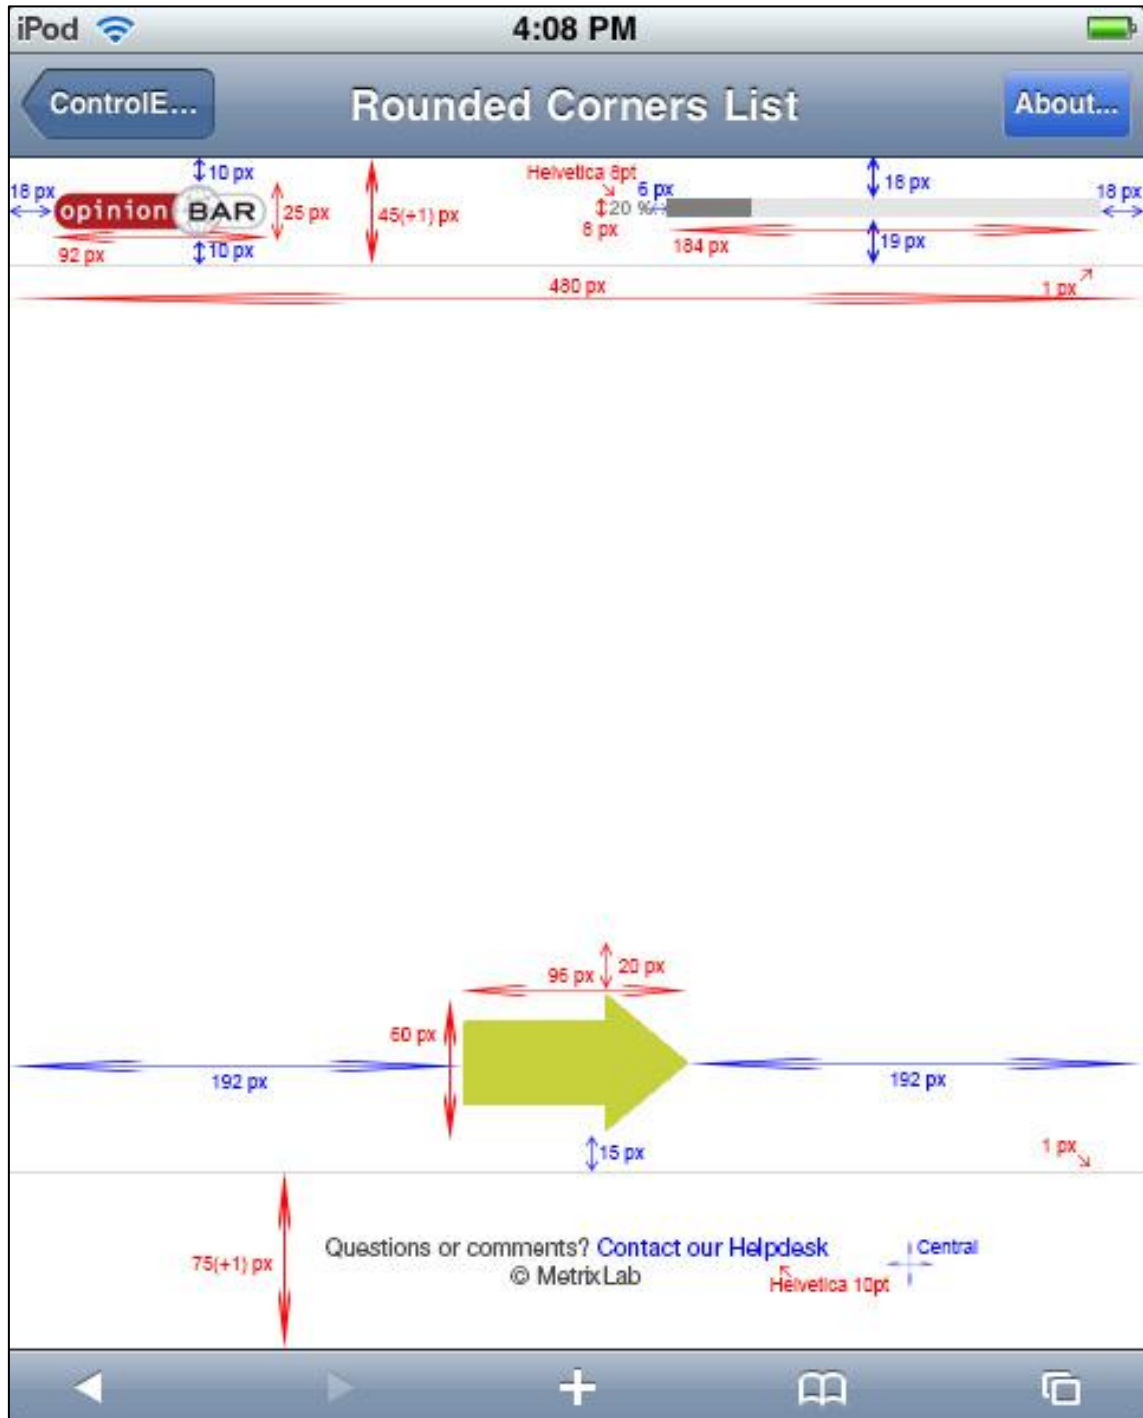 iPod 4:08 PM
ControlE... Rounded Corners List About...
10 px
Helvetica 8pt
18 px
18 px
6 px
18 px
opinion BAR
25 px
45(+1) px
20 %
8 px
92 px
10 px
184 px
19 px
480 px
1 px
96 px
20 px
60 px
192 px
192 px
15 px
1 px
75(+1) px
Questions or comments? Contact our Helpdesk
Central
© MetrixLab
Helvetica 10pt